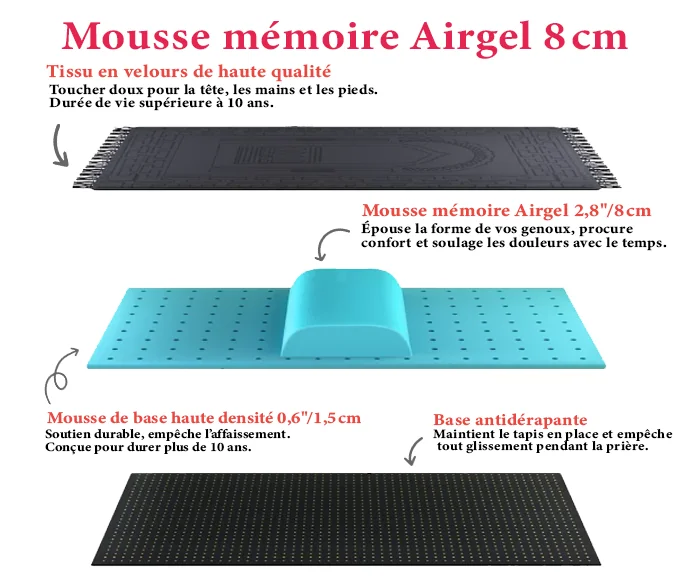 Mousse mémoire Airgel 8 cm
Tissu en velours de haute qualité
Toucher doux pour la tête, les mains et les pieds.
Durée de vie supérieure à 10 ans.
Mousse mémoire Airgel 2,8"/8 cm
Épouse la forme de vos genoux, procure
confort et soulage les douleurs avec le temps.
Mousse de base haute densité 0,6"/1,5 cm
Soutien durable, empêche l'affaissement.
Conçue pour durer plus de 10 ans.
Base antidérapante
Maintient le tapis en place et empêche
tout glissement pendant la prière.